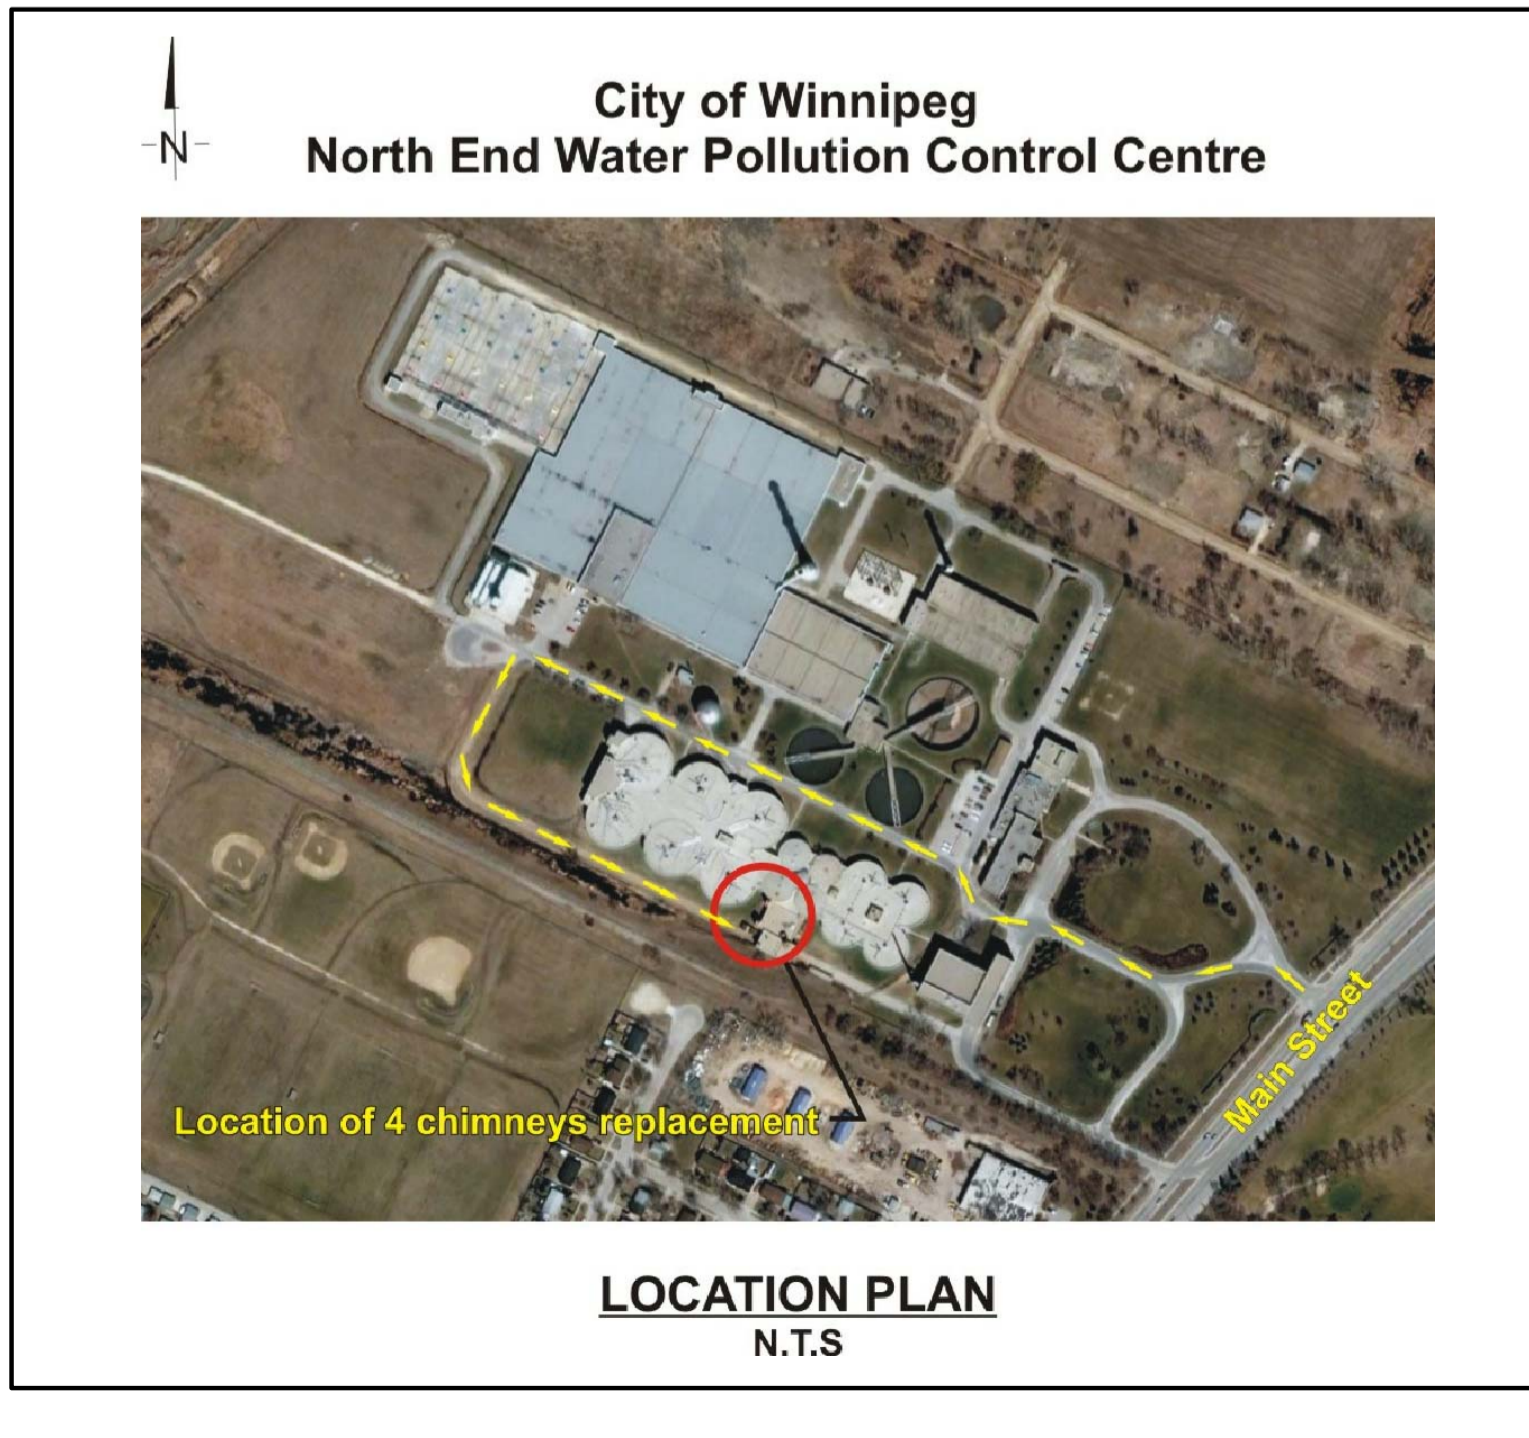 N
City of Winnipeg
North End Water Pollution Control Centre
Main Street
Location of 4 chimneys replacement
LOCATION PLAN
N.T.S